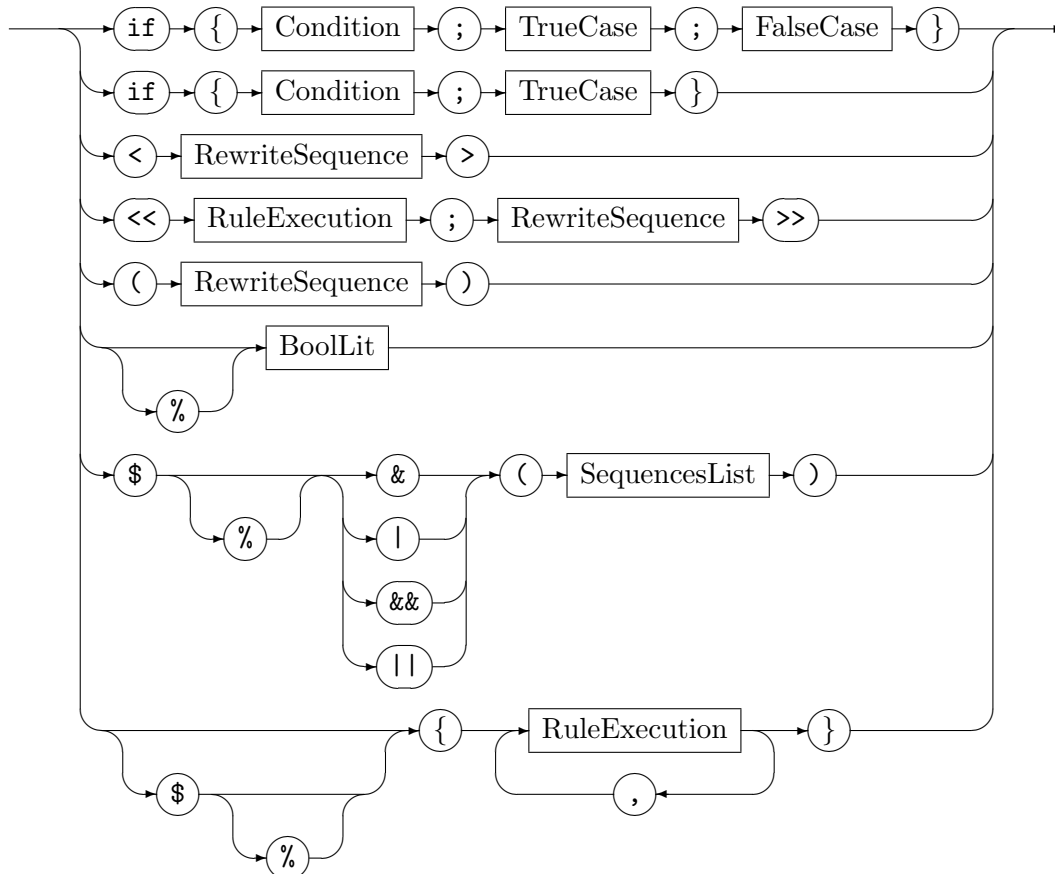 if { Condition ; TrueCase ; FalseCase }
if { Condition ; TrueCase }
< RewriteSequence >
<< RuleExecution ; RewriteSequence >>
( RewriteSequence )
BoolLit
%
$ & ( SequencesList )
% |
&&
||
{ RuleExecution }
$ ,
%